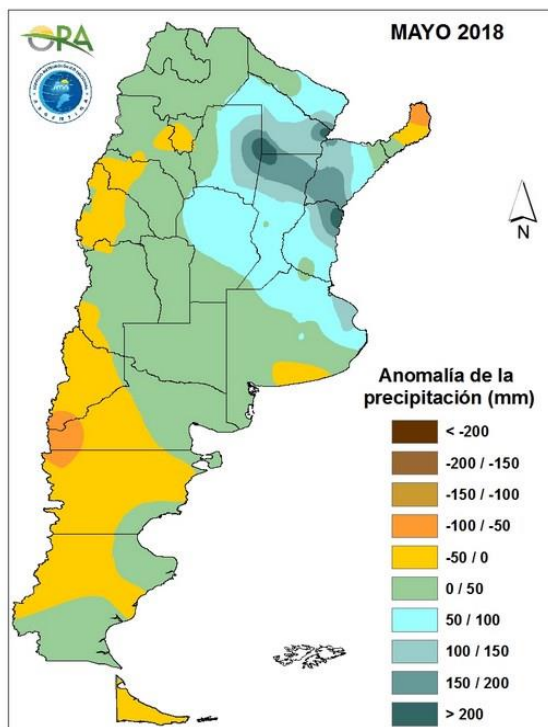 ORA
MAYO 2018
ARGENTINA
N
Anomalía de la
precipitación (mm)
< -200
-200 / -150
-150 / -100
-100 / -50
-50 / 0
0 / 50
50 / 100
100 / 150
150 / 200
> 200